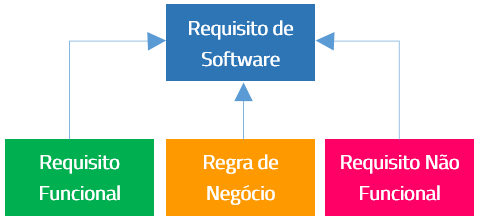 Requisito de
Software
Requisito
Funcional
Regra de
Negócio
Requisito Não
Funcional